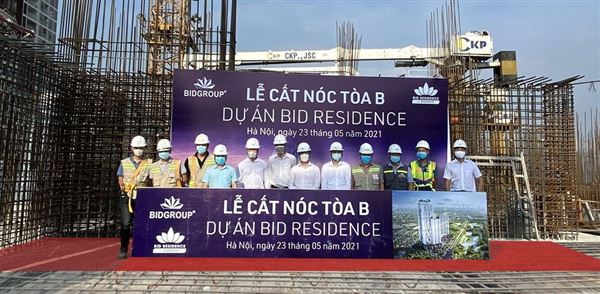 CKP.,JSC
CKP
BIDGROUP®
LỄ CẤT NÓC TÒA B
DỰ ÁN BID RESIDENCE
Hà Nội, ngày 23 tháng 05 năm 2021
BID RESIDENCE
BIDGROUP®
LỄ CẤT NÓC TÒA B
DỰ ÁN BID RESIDENCE
Hà Nội, ngày 23 tháng 05 năm 2021
BID RESIDENCE